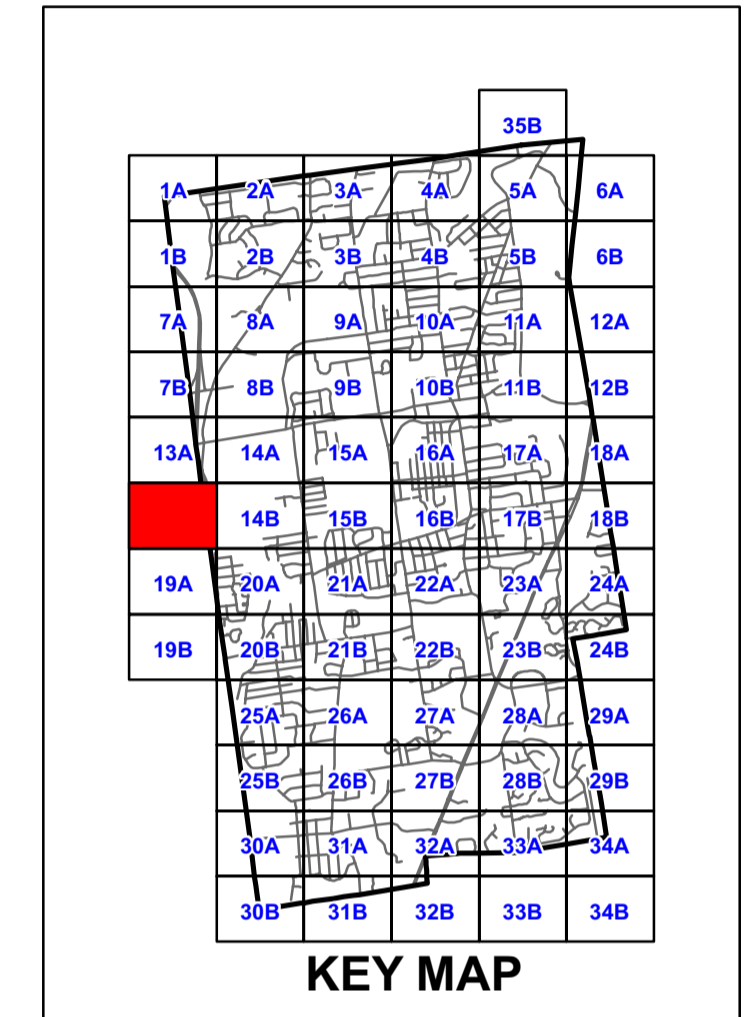 35B
1A 2A 3A 4A 5A 6A
1B 2B 3B 4B 5B 6B
7A 8A 9A 10A 11A 12A
7B 8B 9B 10B 11B 12B
13A 14A 15A 16A 17A 18A
14B 15B 16B 17B 18B
19A 20A 21A 22A 23A 24A
19B 20B 21B 22B 23B 24B
25A 26A 27A 28A 29A
25B 26B 27B 28B 29B
30A 31A 32A 33A 34A
30B 31B 32B 33B 34B
KEY MAP